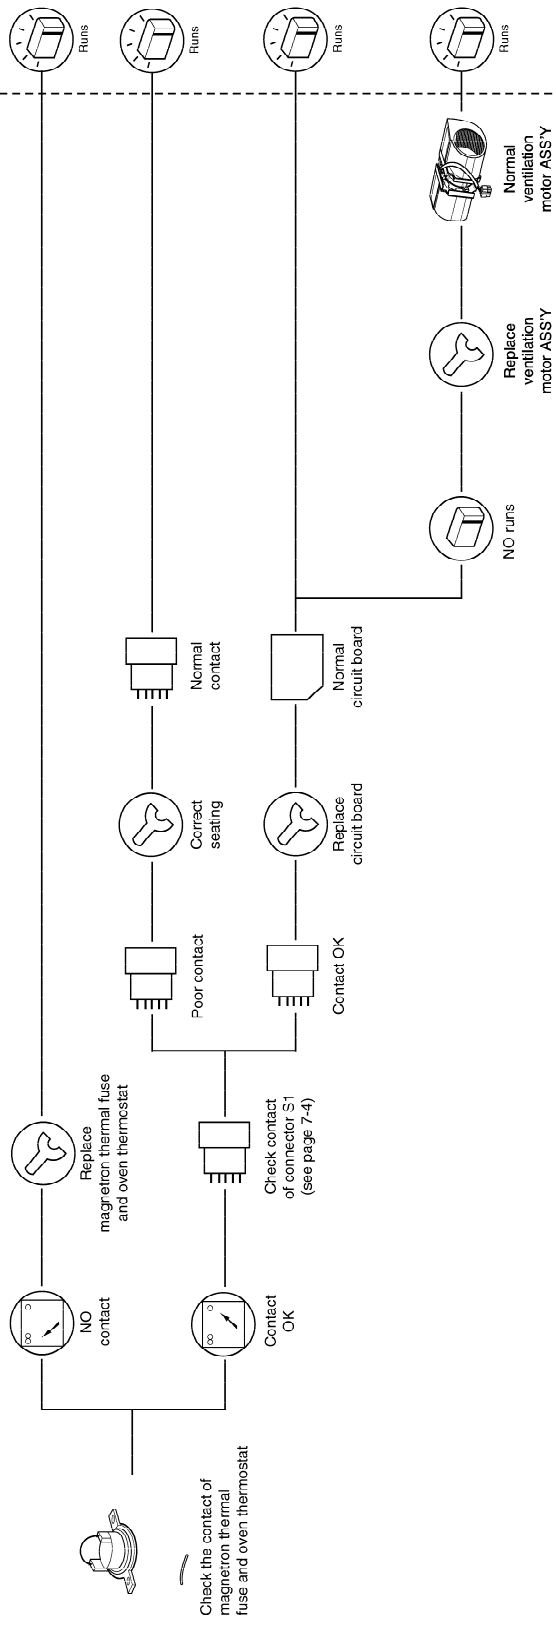 Check the contact of
magnetron thermal
fuse and oven thermostat
NO
contact
Replace
magnetron thermal fuse
and oven thermostat
Runs
Contact
OK
Check contact
of connector S1
(see page 7-4)
Poor contact
Correct
seating
Normal
contact
Runs
Contact OK
Replace
circuit board
Normal
circuit board
Runs
NO runs
Replace
ventilation
motor ASS'Y
Normal
ventilation
motor ASS'Y
Runs